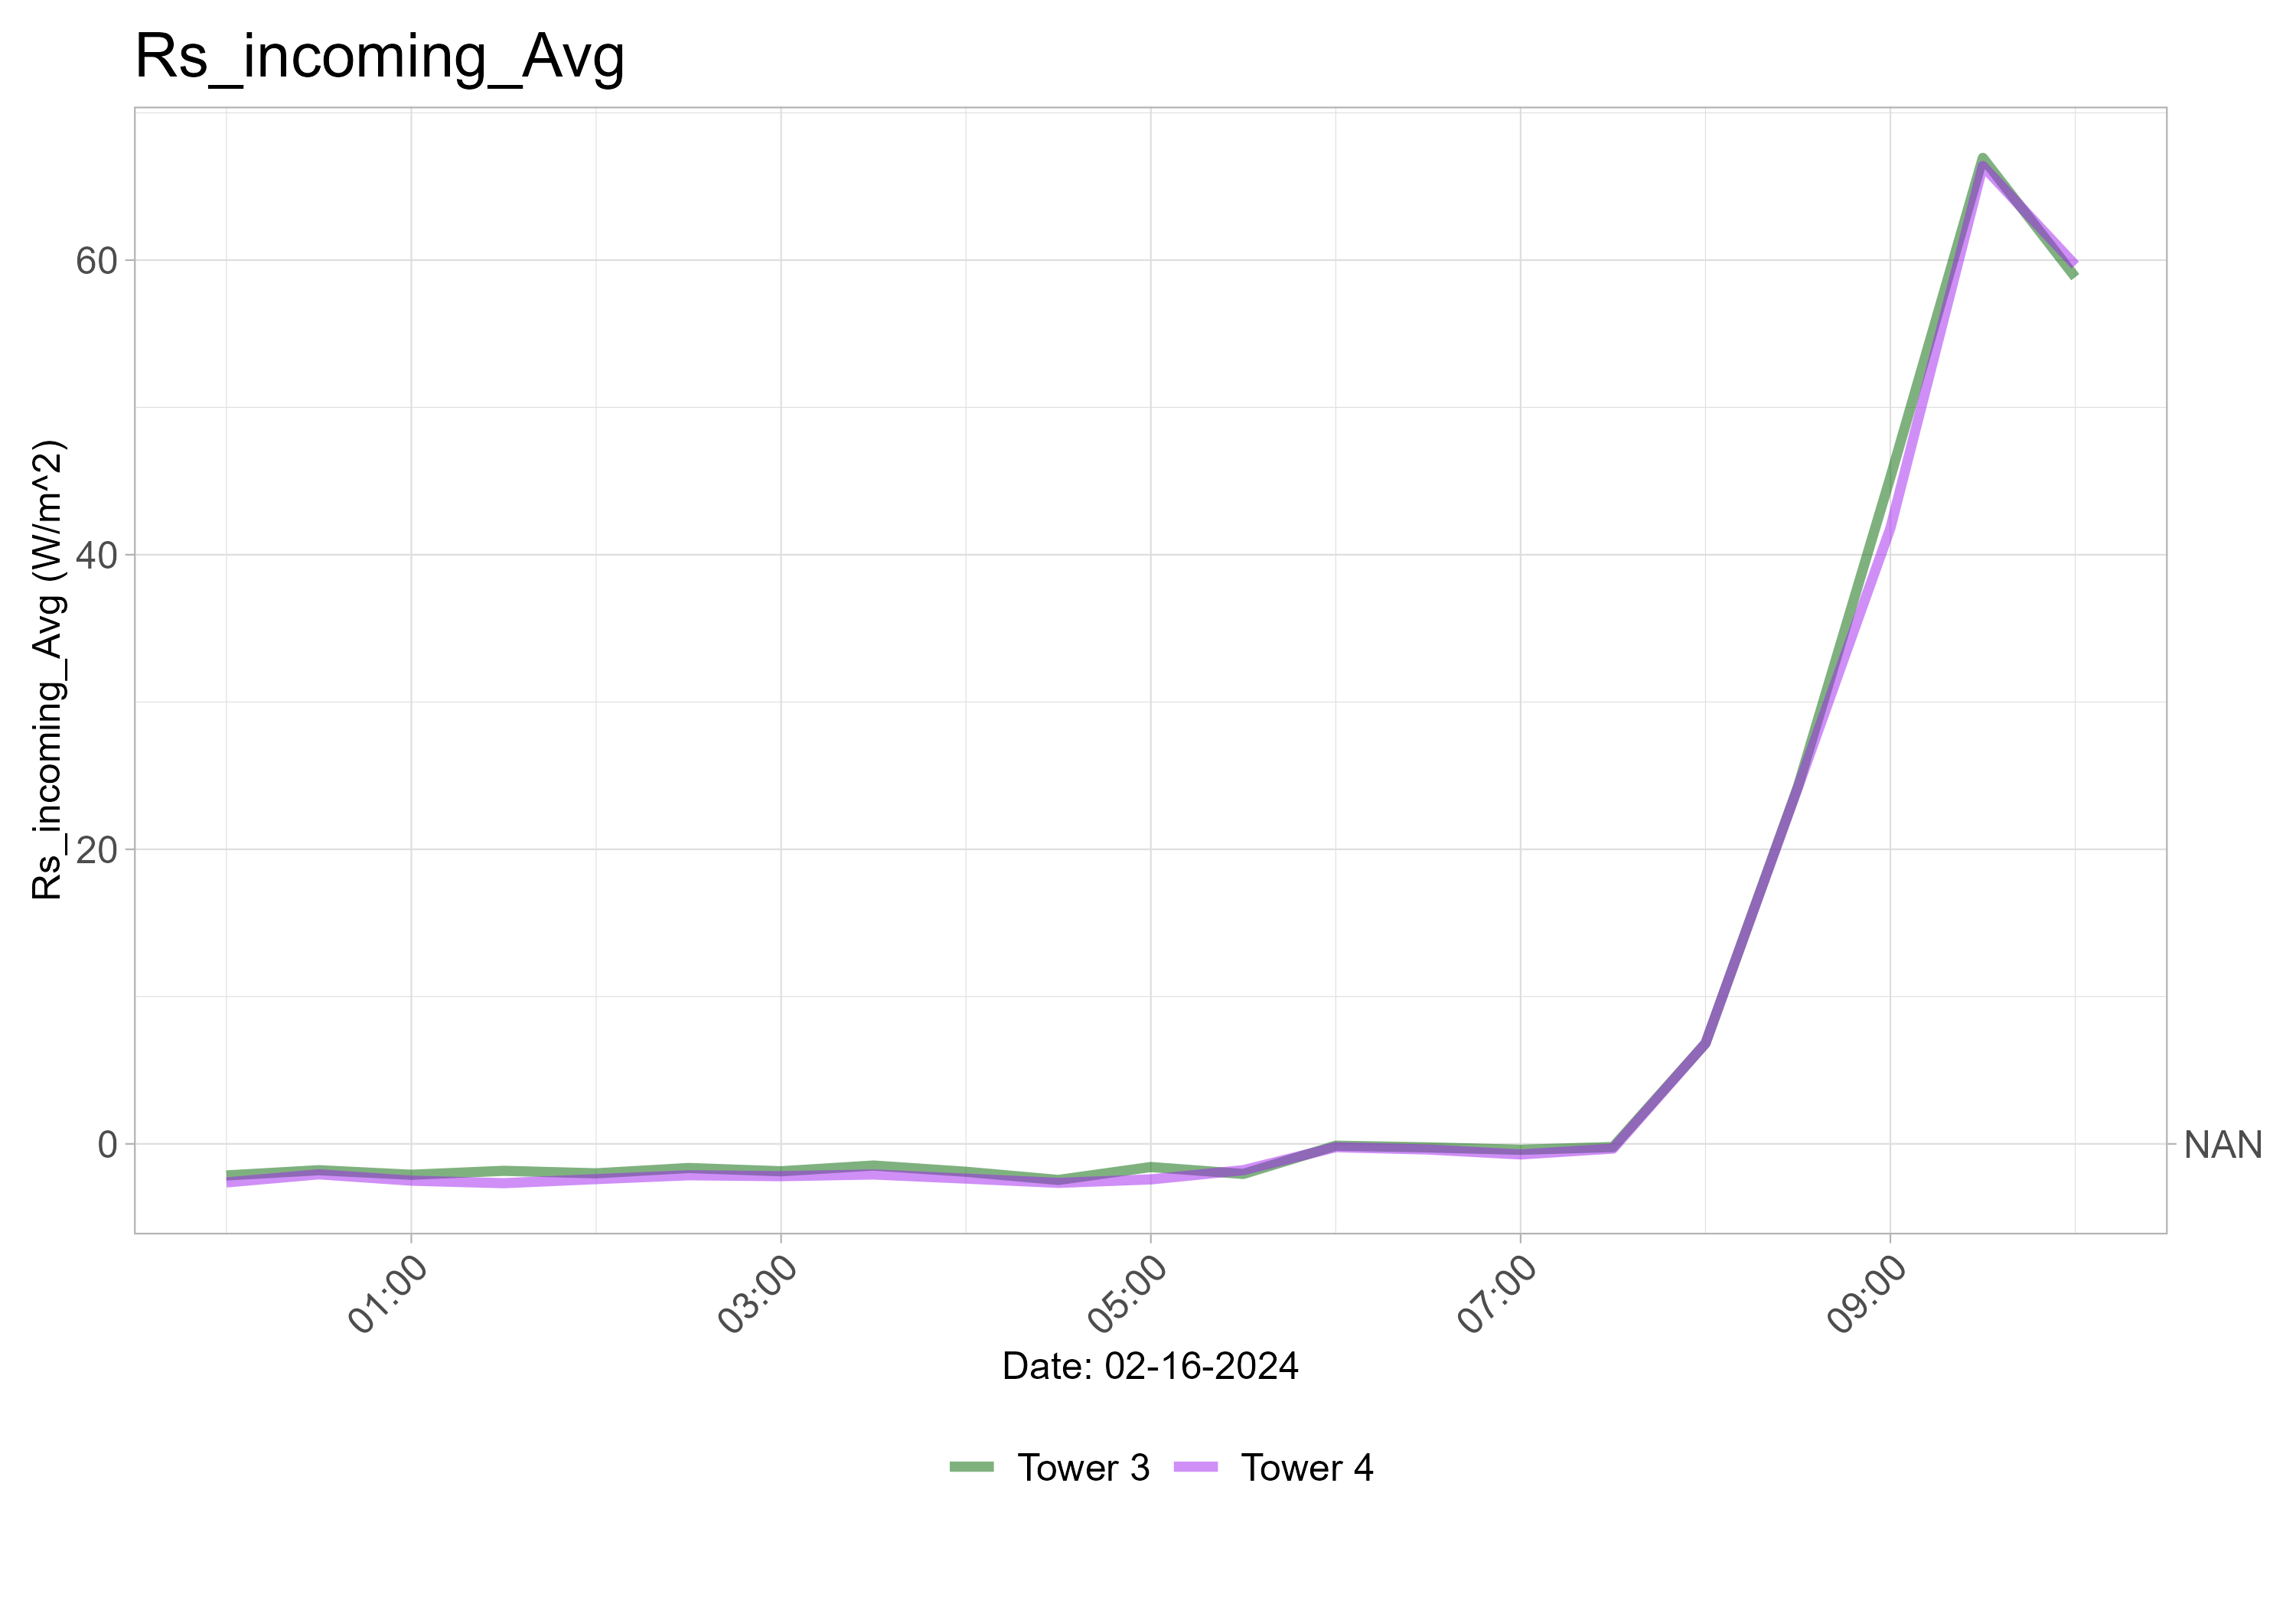 Rs_incoming_Avg
Rs_incoming_Avg (W/m^2)
60
40
20
0
NAN
01:00
03:00
05:00
07:00
09:00
Date: 02-16-2024
Tower 3
Tower 4